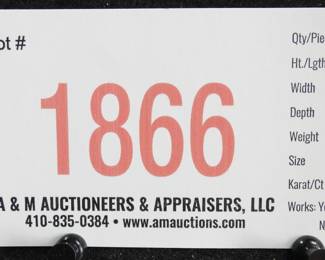 ot #
1866
A & M AUCTIONEERS & APPRAISERS, LLC
410-835-0384 • www.amauctions.com
Qty/Pie
Ht./Lgth
Width
Depth
Weight
Size
Karat/Ct
Works: Y
N